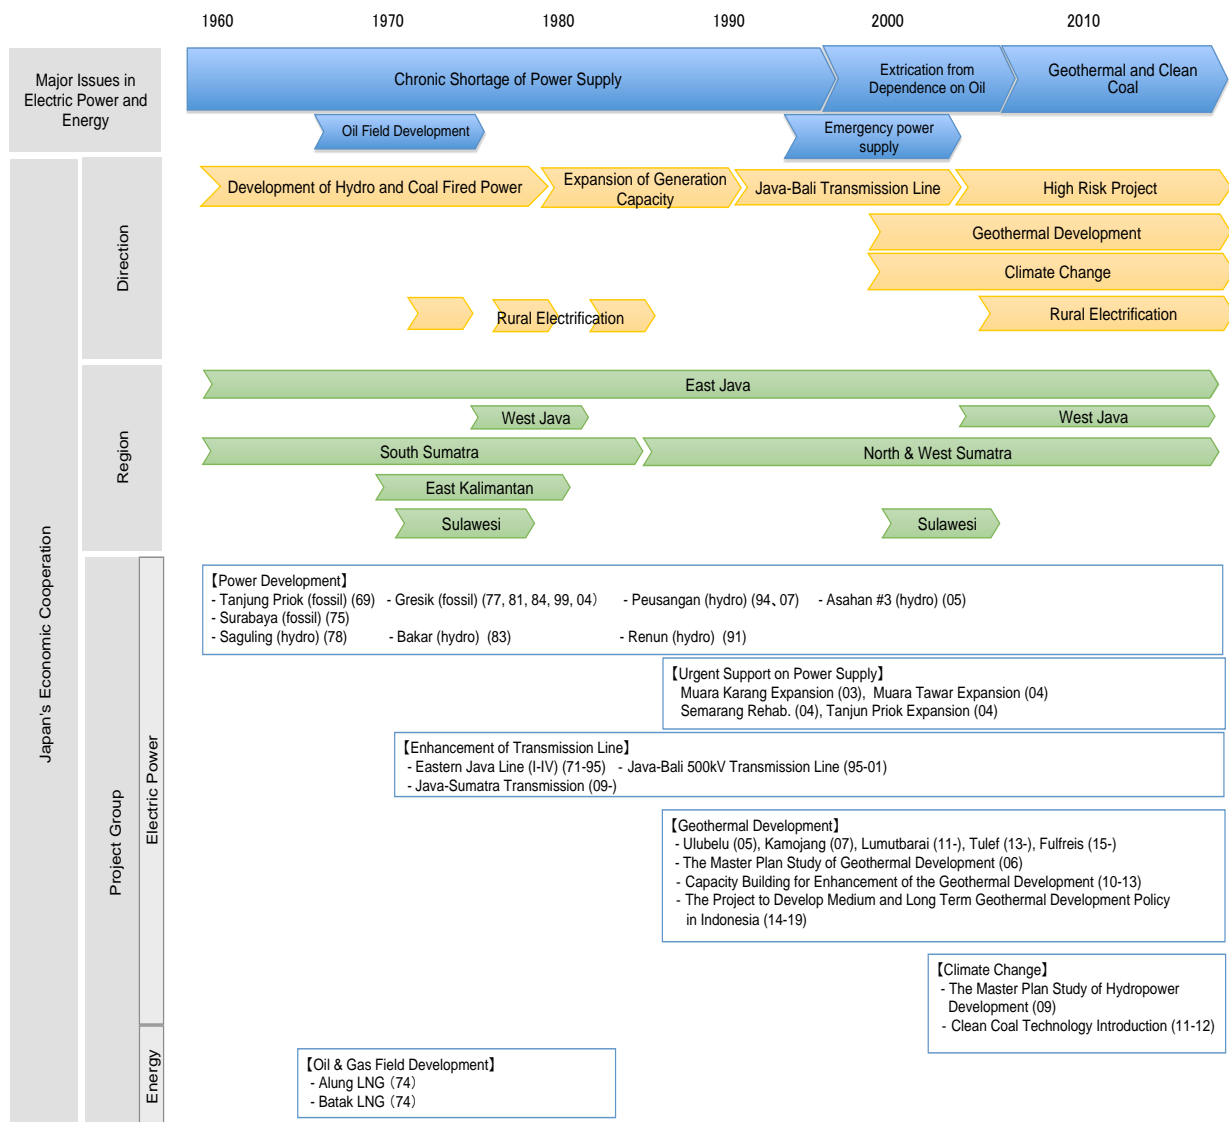 1960 1970 1980 1990 2000 2010
Major Issues in
Electric Power and
Energy
Chronic Shortage of Power Supply
Extrication from
Dependence on Oil
Geothermal and Clean
Coal
Oil Field Development
Emergency power
supply
Japan's Economic Cooperation
Direction
Development of Hydro and Coal Fired Power
Expansion of Generation
Capacity
Java-Bali Transmission Line
High Risk Project
Geothermal Development
Climate Change
Rural Electrification
Rural Electrification
Region
East Java
West Java
West Java
South Sumatra
North & West Sumatra
East Kalimantan
Sulawesi
Sulawesi
Project Group
Electric Power
【Power Development】
- Tanjung Priok (fossil) (69) - Gresik (fossil) (77, 81, 84, 99, 04） - Peusangan (hydro) (94、07) - Asahan #3 (hydro) (05)
- Surabaya (fossil) (75)
- Saguling (hydro) (78) - Bakar (hydro) (83) - Renun (hydro) (91)
【Urgent Support on Power Supply】
Muara Karang Expansion (03), Muara Tawar Expansion (04)
Semarang Rehab. (04), Tanjun Priok Expansion (04)
【Enhancement of Transmission Line】
- Eastern Java Line (I-IV) (71-95) - Java-Bali 500kV Transmission Line (95-01)
- Java-Sumatra Transmission (09-)
【Geothermal Development】
- Ulubelu (05), Kamojang (07), Lumutbarai (11-), Tulef (13-), Fulfreis (15-)
- The Master Plan Study of Geothermal Development (06)
- Capacity Building for Enhancement of the Geothermal Development (10-13)
- The Project to Develop Medium and Long Term Geothermal Development Policy
in Indonesia (14-19)
【Climate Change】
- The Master Plan Study of Hydropower
Development (09)
- Clean Coal Technology Introduction (11-12)
Energy
【Oil & Gas Field Development】
- Alung LNG （74）
- Batak LNG （74）